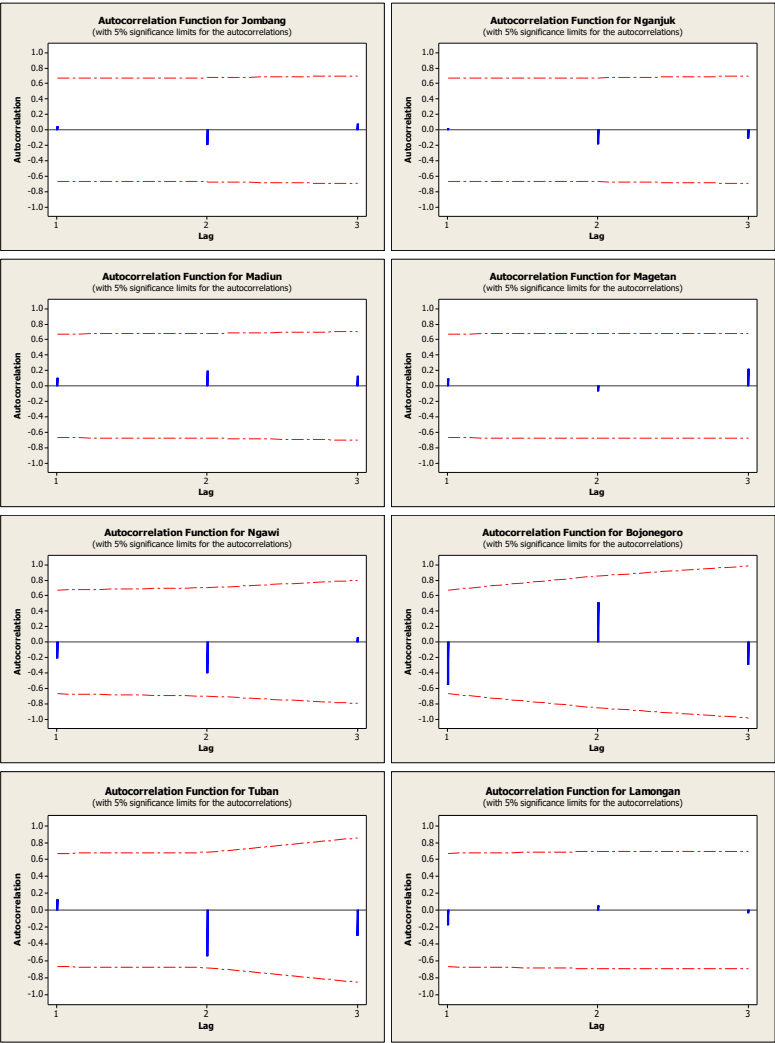 Autocorrelation Function for Jombang
(with 5% significance limits for the autocorrelations)
1.0
0.8
0.6
0.4
0.2
0.0
-0.2
-0.4
-0.6
-0.8
-1.0
Autocorrelation
1 2 3
Lag
Autocorrelation Function for Nganjuk
(with 5% significance limits for the autocorrelations)
1.0
0.8
0.6
0.4
0.2
0.0
-0.2
-0.4
-0.6
-0.8
-1.0
Autocorrelation
1 2 3
Lag
Autocorrelation Function for Madiun
(with 5% significance limits for the autocorrelations)
1.0
0.8
0.6
0.4
0.2
0.0
-0.2
-0.4
-0.6
-0.8
-1.0
Autocorrelation
1 2 3
Lag
Autocorrelation Function for Magetan
(with 5% significance limits for the autocorrelations)
1.0
0.8
0.6
0.4
0.2
0.0
-0.2
-0.4
-0.6
-0.8
-1.0
Autocorrelation
1 2 3
Lag
Autocorrelation Function for Ngawi
(with 5% significance limits for the autocorrelations)
1.0
0.8
0.6
0.4
0.2
0.0
-0.2
-0.4
-0.6
-0.8
-1.0
Autocorrelation
1 2 3
Lag
Autocorrelation Function for Bojonegoro
(with 5% significance limits for the autocorrelations)
1.0
0.8
0.6
0.4
0.2
0.0
-0.2
-0.4
-0.6
-0.8
-1.0
Autocorrelation
1 2 3
Lag
Autocorrelation Function for Tuban
(with 5% significance limits for the autocorrelations)
1.0
0.8
0.6
0.4
0.2
0.0
-0.2
-0.4
-0.6
-0.8
-1.0
Autocorrelation
1 2 3
Lag
Autocorrelation Function for Lamongan
(with 5% significance limits for the autocorrelations)
1.0
0.8
0.6
0.4
0.2
0.0
-0.2
-0.4
-0.6
-0.8
-1.0
Autocorrelation
1 2 3
Lag